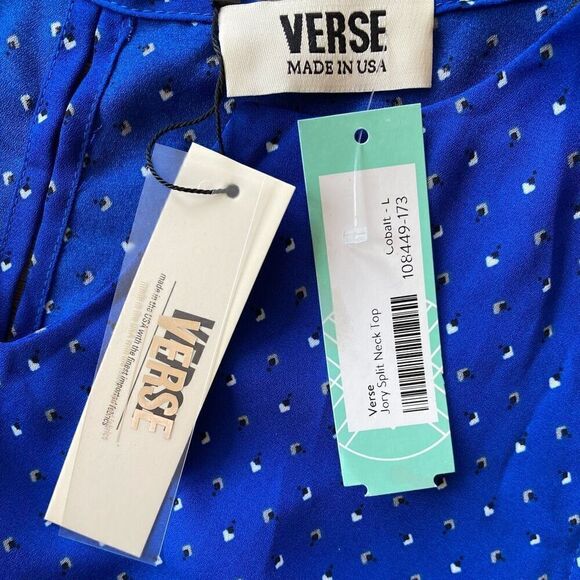 VERSE
MADE IN USA
VERSE
made in the USA with the finest imported fabrics
Cobalt - L
108449-173
Verse
Jory Split Neck Top